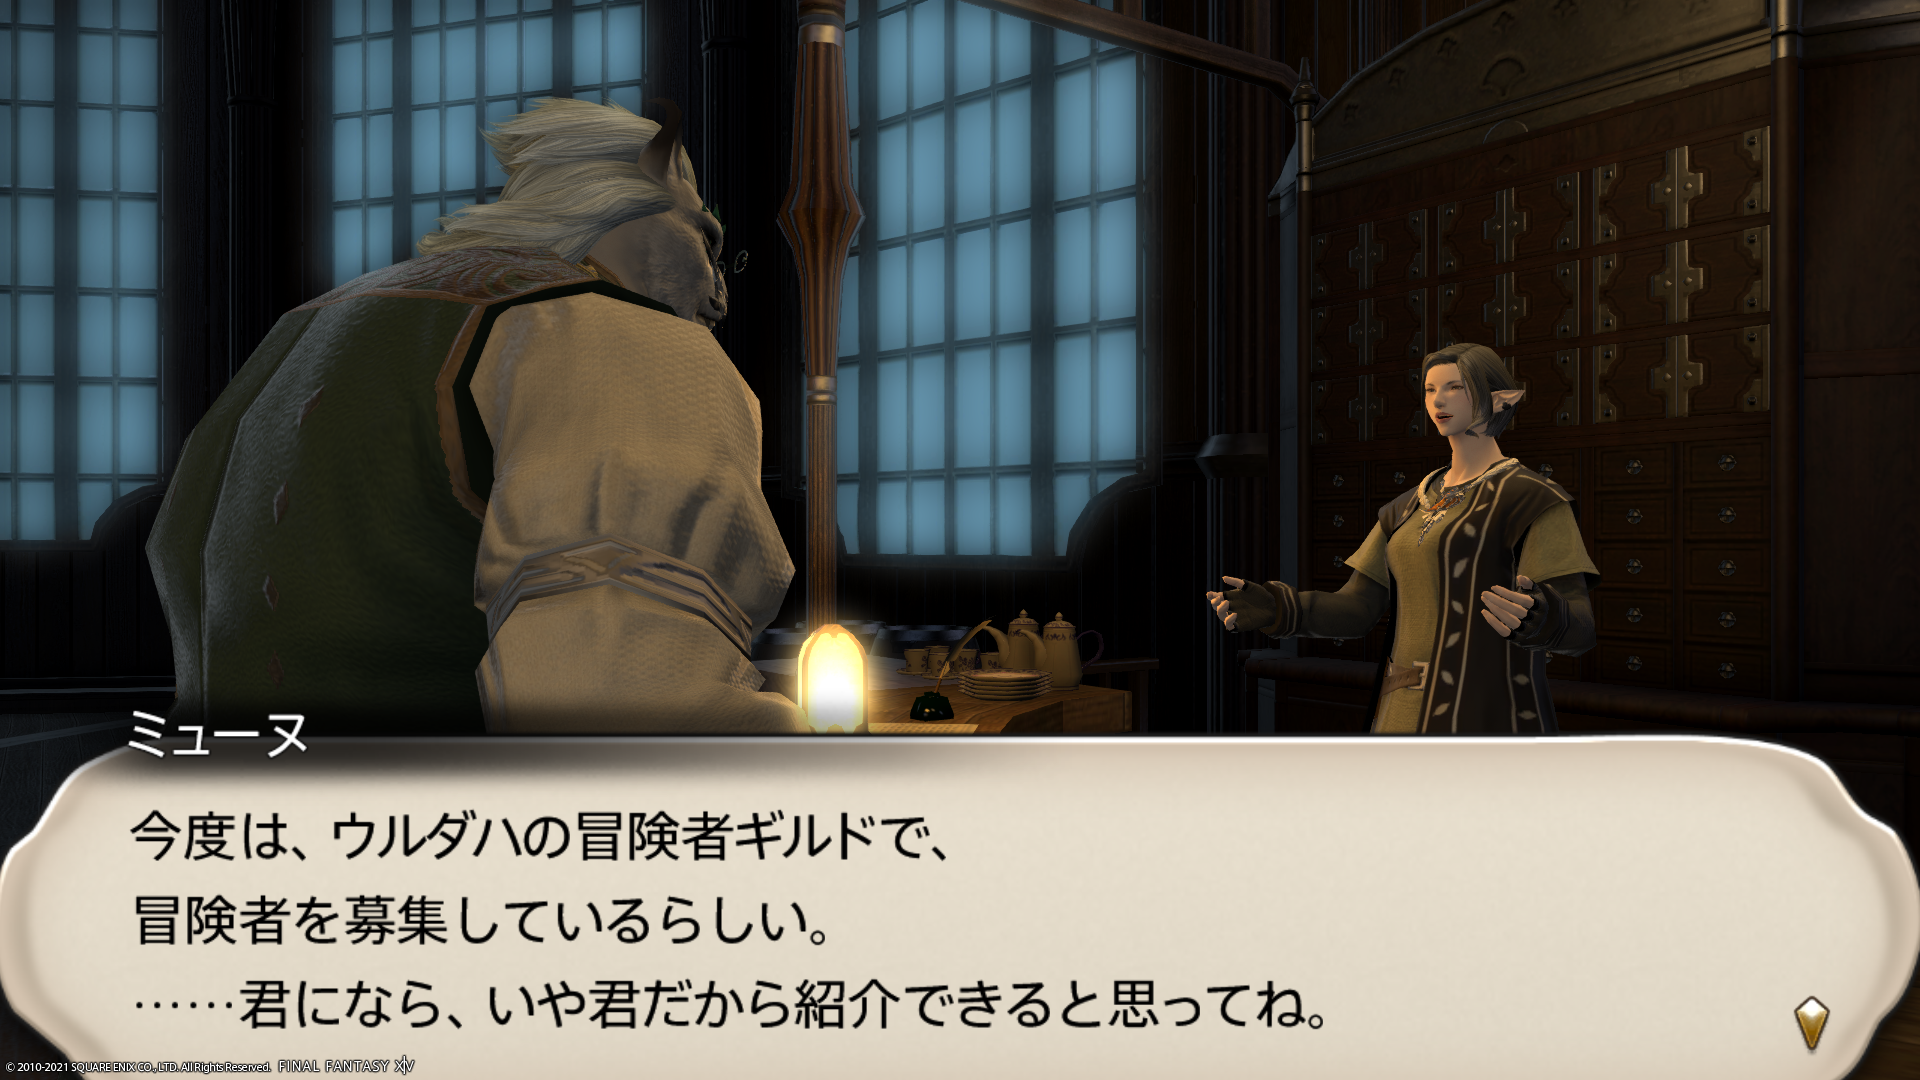 ミューヌ
今度は、ウルダハの冒険者ギルドで、
冒険者を募集しているらしい。
……君になら、いや君だから紹介できると思ってね。
© 2010-2021 SQUARE ENIX CO., LTD. All Rights Reserved. FINAL FANTASY XIV